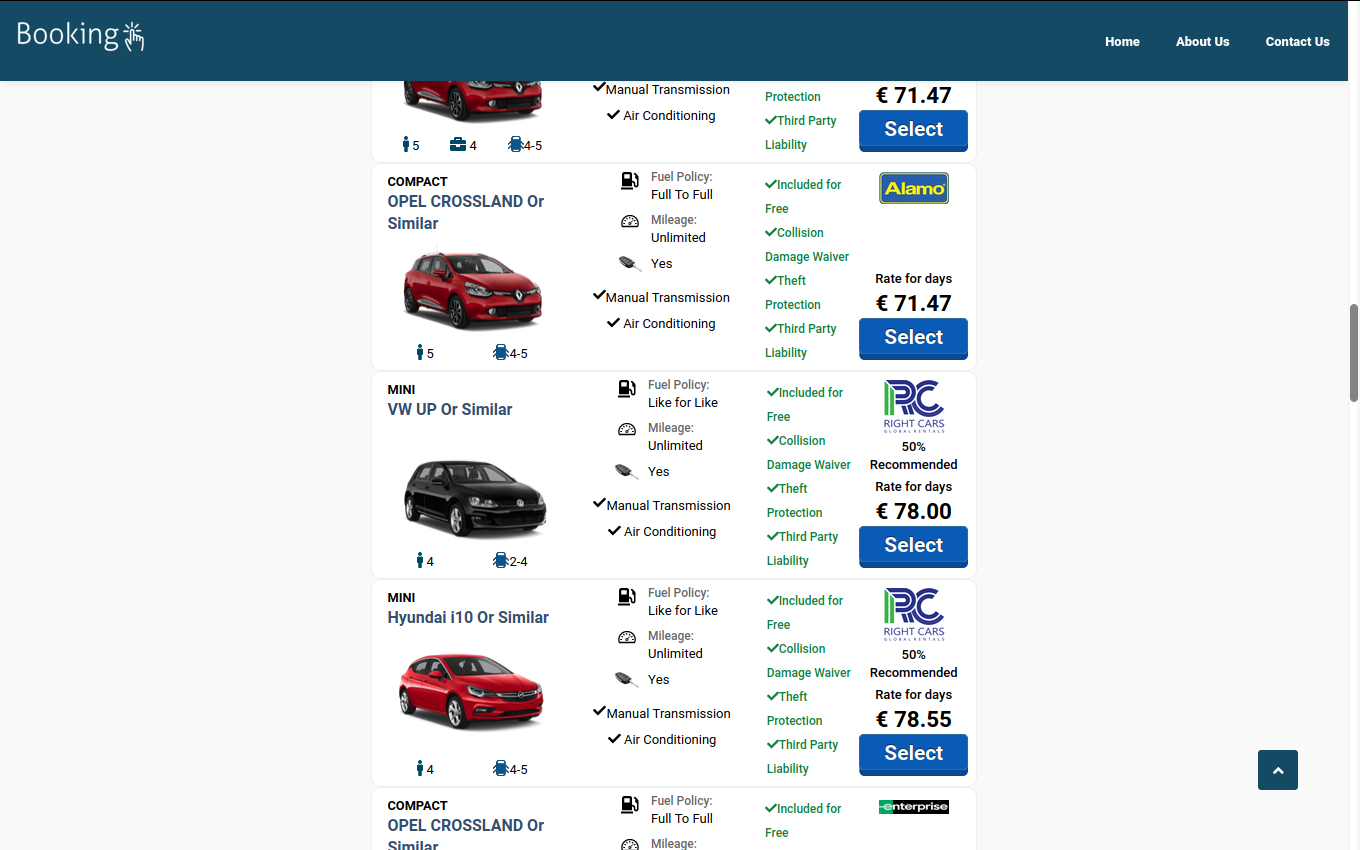 Booking
Home
About Us
Contact Us
Manual Transmission
Air Conditioning
5
4
4-5
Protection
Third Party
Liability
€ 71.47
Select
COMPACT
OPEL CROSSLAND Or
Similar
5
4-5
Fuel Policy:
Full To Full
Mileage:
Unlimited
Yes
Manual Transmission
Air Conditioning
Included for
Free
Collision
Damage Waiver
Theft
Protection
Third Party
Liability
Alamo
Rate for days
€ 71.47
Select
MINI
VW UP Or Similar
4
2-4
Fuel Policy:
Like for Like
Mileage:
Unlimited
Yes
Manual Transmission
Air Conditioning
Included for
Free
Collision
Damage Waiver
Theft
Protection
Third Party
Liability
RC
RIGHT CARS
GLOBAL RENTALS
50%
Recommended
Rate for days
€ 78.00
Select
MINI
Hyundai i10 Or Similar
4
4-5
Fuel Policy:
Like for Like
Mileage:
Unlimited
Yes
Manual Transmission
Air Conditioning
Included for
Free
Collision
Damage Waiver
Theft
Protection
Third Party
Liability
RC
RIGHT CARS
GLOBAL RENTALS
50%
Recommended
Rate for days
€ 78.55
Select
COMPACT
OPEL CROSSLAND Or
Similar
Fuel Policy:
Full To Full
Mileage:
Included for
Free
enterprise